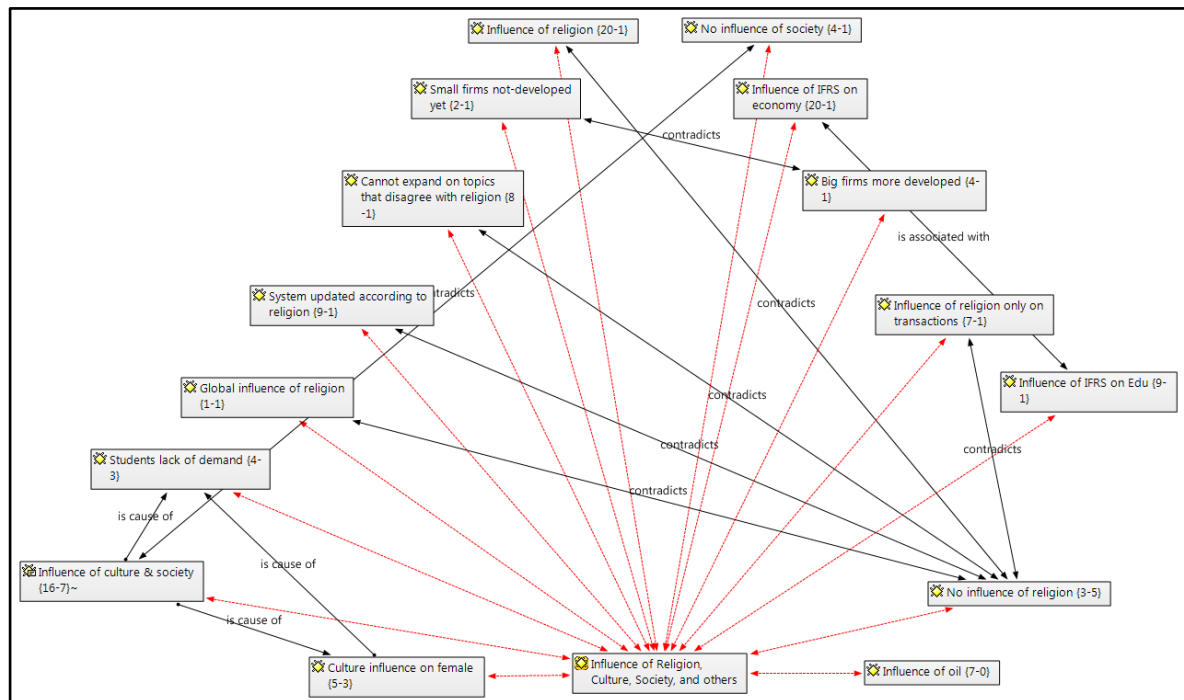 Influence of religion {20-1}
No influence of society {4-1}
Small firms not-developed
yet {2-1}
Influence of IFRS on
economy {20-1}
contradicts
Cannot expand on topics
that disagree with religion {8
-1}
Big firms more developed {4-
1}
is associated with
System updated according to
religion {9-1}
ntradicts
contradicts
Influence of religion only on
transactions {7-1}
Global influence of religion
{1-1}
Influence of IFRS on Edu {9-
1}
contradicts
Students lack of demand {4-
3}
contradicts
contradicts
contradicts
is cause of
Influence of culture & society
{16-7}~
is cause of
No influence of religion {3-5}
is cause of
Culture influence on female
{5-3}
Influence of Religion,
Culture, Society, and others
Influence of oil {7-0}